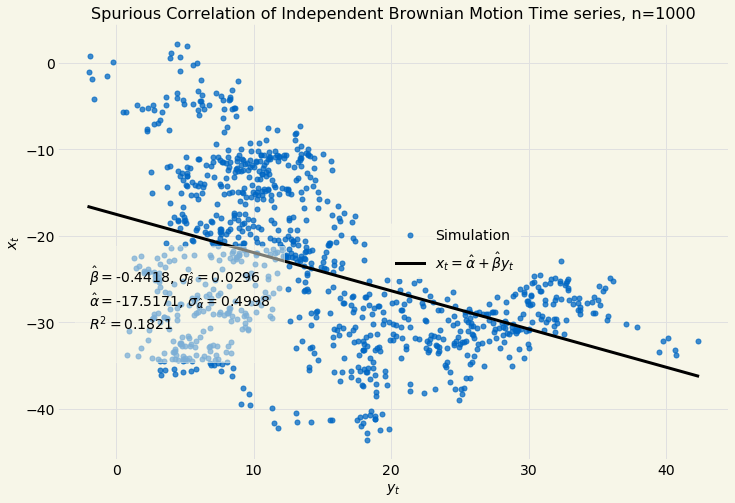 Spurious Correlation of Independent Brownian Motion Time series, n=1000
0
−10
−20
−30
−40
x_t
Simulation
x_t = α̂ + β̂y_t
β̂ = -0.4418, σ_β̂ = 0.0296
α̂ = -17.5171, σ_α̂ = 0.4998
R² = 0.1821
0 10 20 30 40
y_t